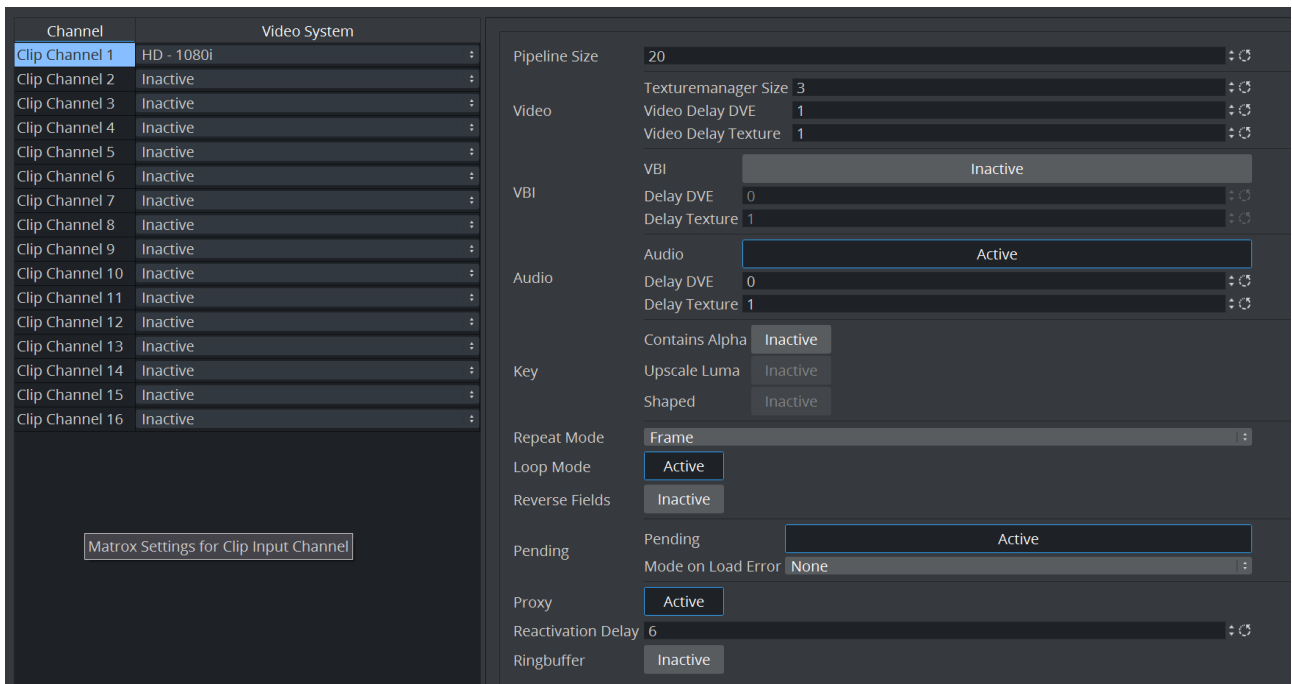 Channel Video System
Clip Channel 1 HD - 1080i
Clip Channel 2 Inactive
Clip Channel 3 Inactive
Clip Channel 4 Inactive
Clip Channel 5 Inactive
Clip Channel 6 Inactive
Clip Channel 7 Inactive
Clip Channel 8 Inactive
Clip Channel 9 Inactive
Clip Channel 10 Inactive
Clip Channel 11 Inactive
Clip Channel 12 Inactive
Clip Channel 13 Inactive
Clip Channel 14 Inactive
Clip Channel 15 Inactive
Clip Channel 16 Inactive
Matrox Settings for Clip Input Channel
Pipeline Size 20
Texturemanager Size 3
Video Video Delay DVE 1
Video Delay Texture 1
VBI Inactive
VBI Delay DVE 0
Delay Texture 1
Audio Active
Audio Delay DVE 0
Delay Texture 1
Contains Alpha Inactive
Key Upscale Luma Inactive
Shaped Inactive
Repeat Mode Frame
Loop Mode Active
Reverse Fields Inactive
Pending Pending Active
Mode on Load Error None
Proxy Active
Reactivation Delay 6
Ringbuffer Inactive